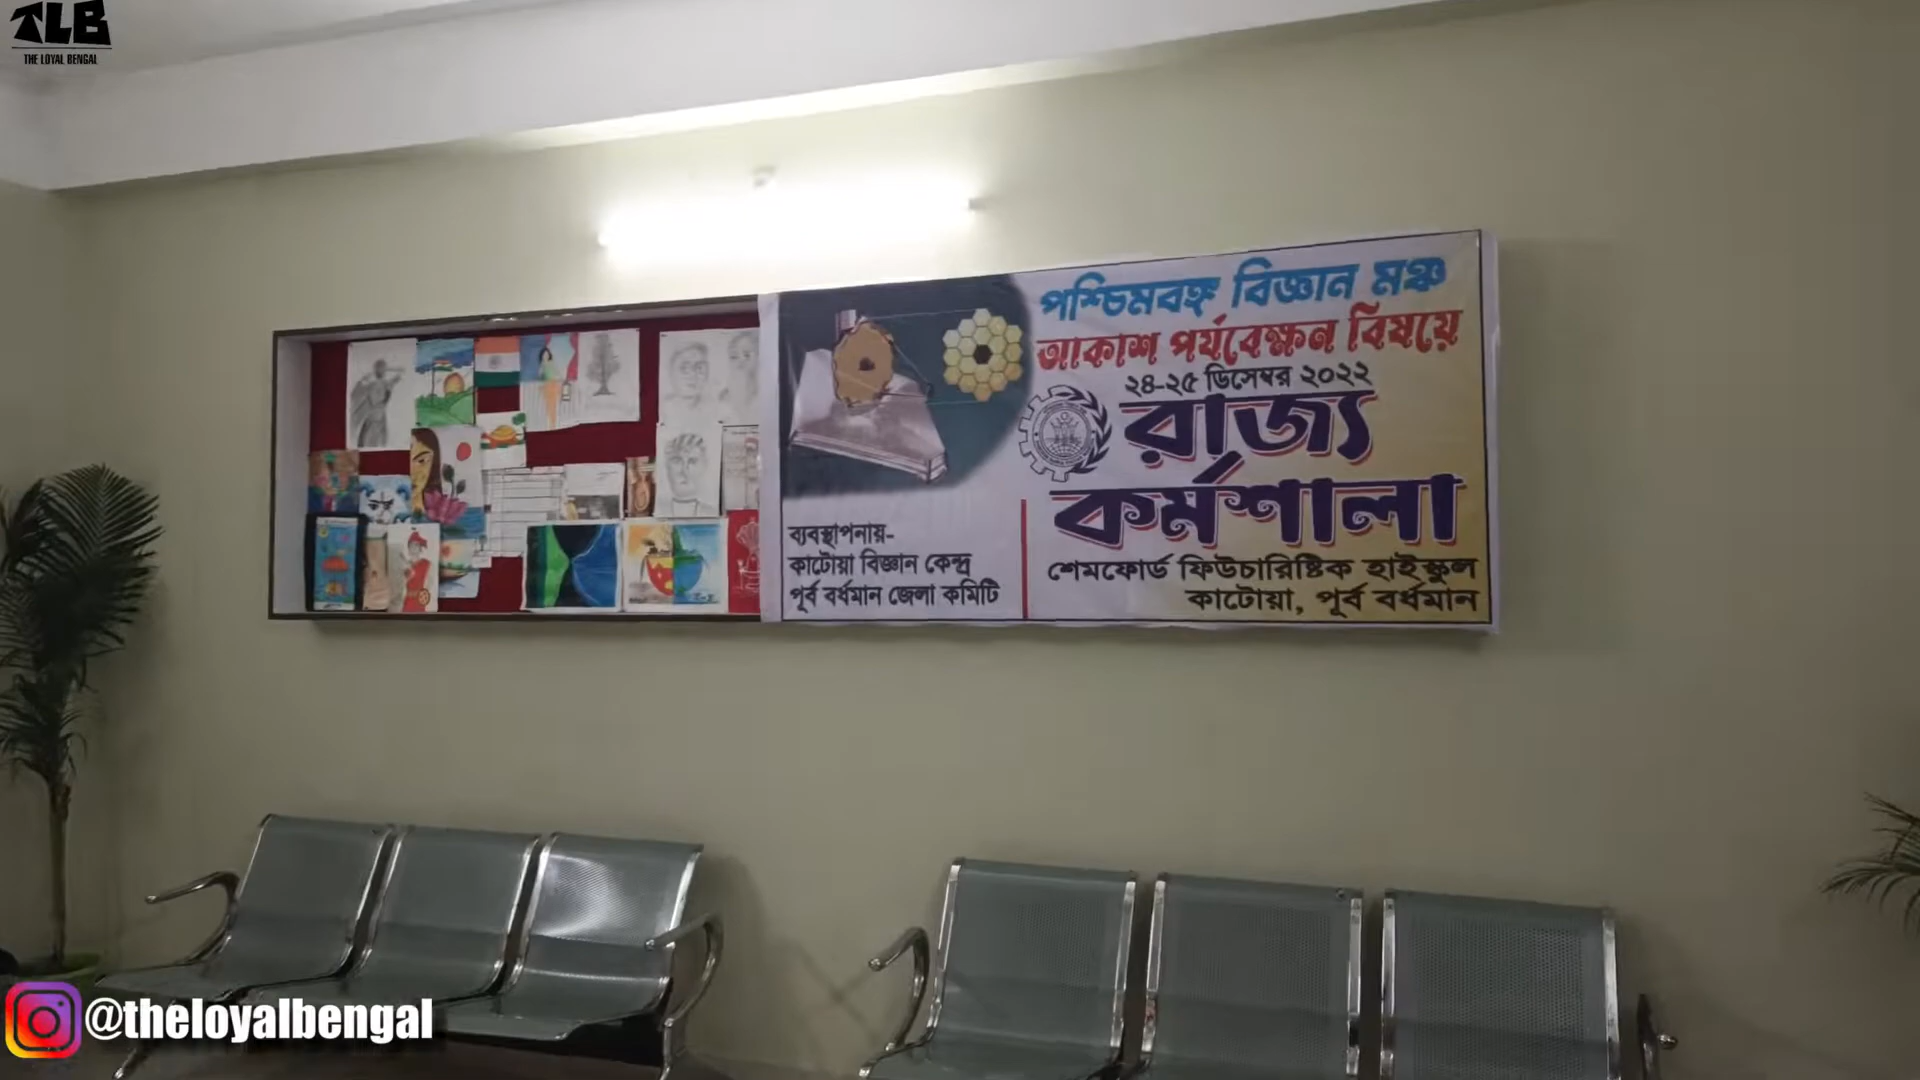 TLB
THE LOYAL BENGAL
পশ্চিমবঙ্গ বিজ্ঞান মঞ্চ
আকাশ পর্যবেক্ষন বিষয়ে
২৪-২৫ ডিসেম্বর ২০২২
রাজ্য
কর্মশালা
শেমফোর্ড ফিউচারিষ্টিক হাইস্কুল
কাটোয়া, পূর্ব বর্ধমান
ব্যবস্থাপনায়-
কাটোয়া বিজ্ঞান কেন্দ্র
পূর্ব বর্ধমান জেলা কমিটি
@theloyalbengal